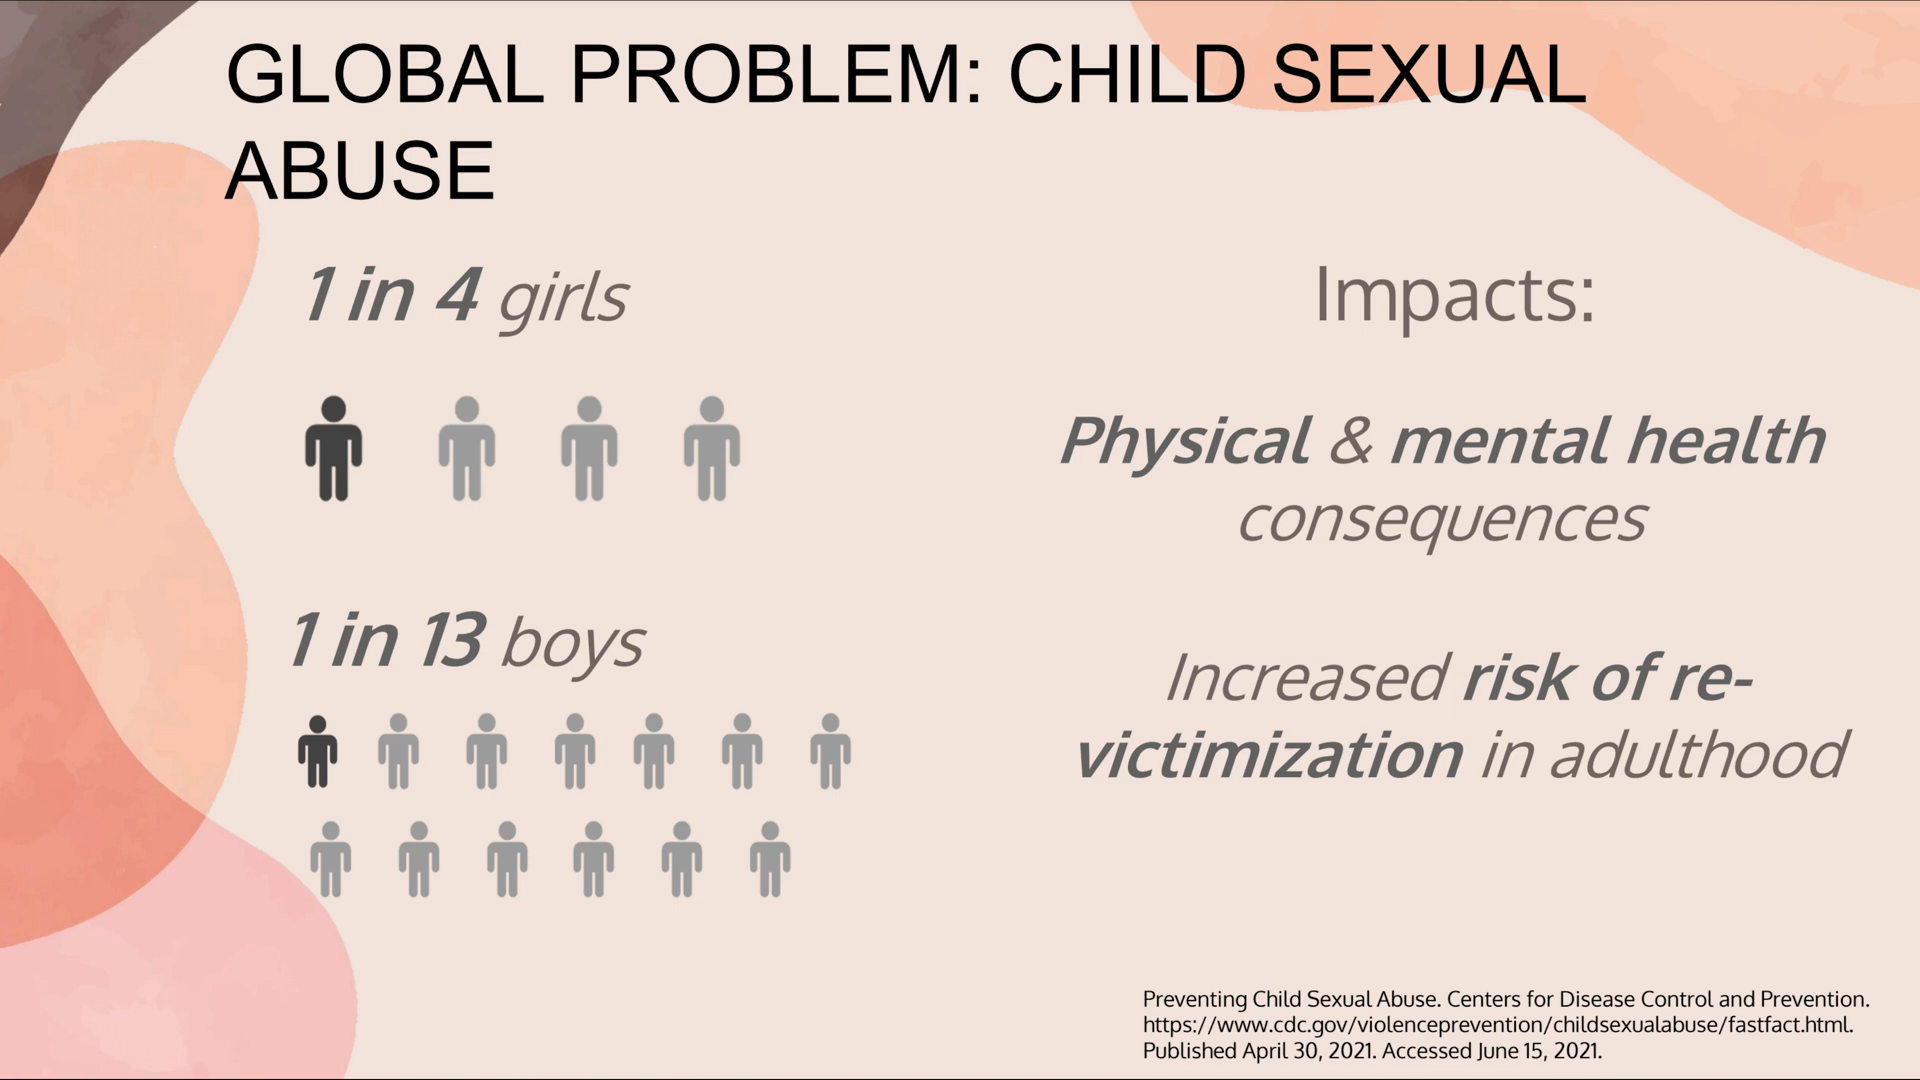 GLOBAL PROBLEM: CHILD SEXUAL
ABUSE
1 in 4 girls
1 in 13 boys
Impacts:
Physical & mental health
consequences
Increased risk of re-
victimization in adulthood
Preventing Child Sexual Abuse. Centers for Disease Control and Prevention.
https://www.cdc.gov/violenceprevention/childsexualabuse/fastfact.html.
Published April 30, 2021. Accessed June 15, 2021.